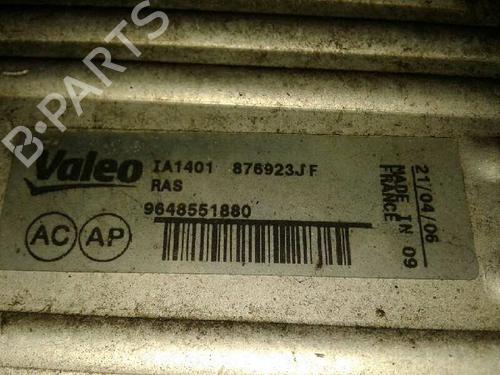 B-PARTS
Valeo IA1401 876923JF
RAS
9648551880
AC AP
21/04/06
MADE IN 09
FRANCE